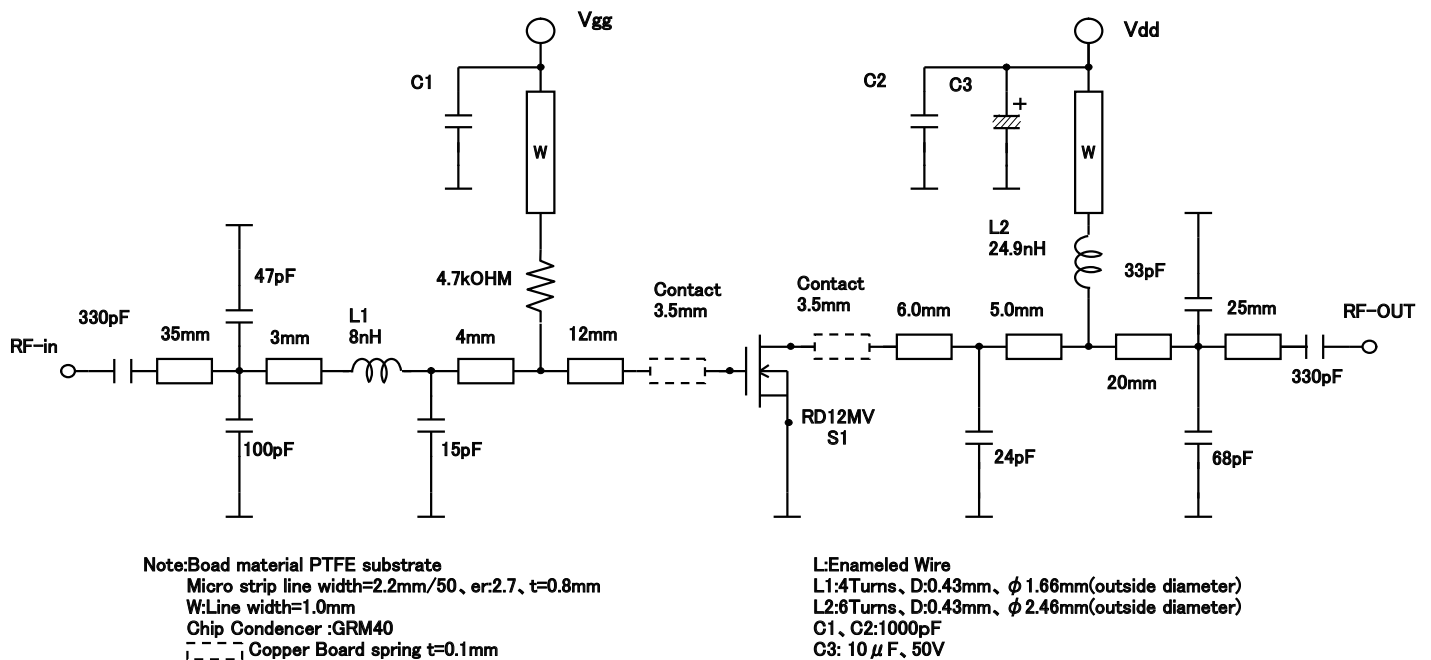 Vgg
Vdd
C1
C2
C3
+
W
W
L2
24.9nH
47pF
4.7kOHM
33pF
Contact
3.5mm
Contact
3.5mm
330pF
35mm
3mm
L1
8nH
4mm
12mm
6.0mm
5.0mm
25mm
RF-OUT
RF-in
20mm
330pF
RD12MV
S1
100pF
15pF
24pF
68pF
Note:Boad material PTFE substrate
Micro strip line width=2.2mm/50、er:2.7、t=0.8mm
W:Line width=1.0mm
Chip Condencer :GRM40
Copper Board spring t=0.1mm
L:Enameled Wire
L1:4Turns、D:0.43mm、φ1.66mm(outside diameter)
L2:6Turns、D:0.43mm、φ2.46mm(outside diameter)
C1、C2:1000pF
C3: 10μF、50V